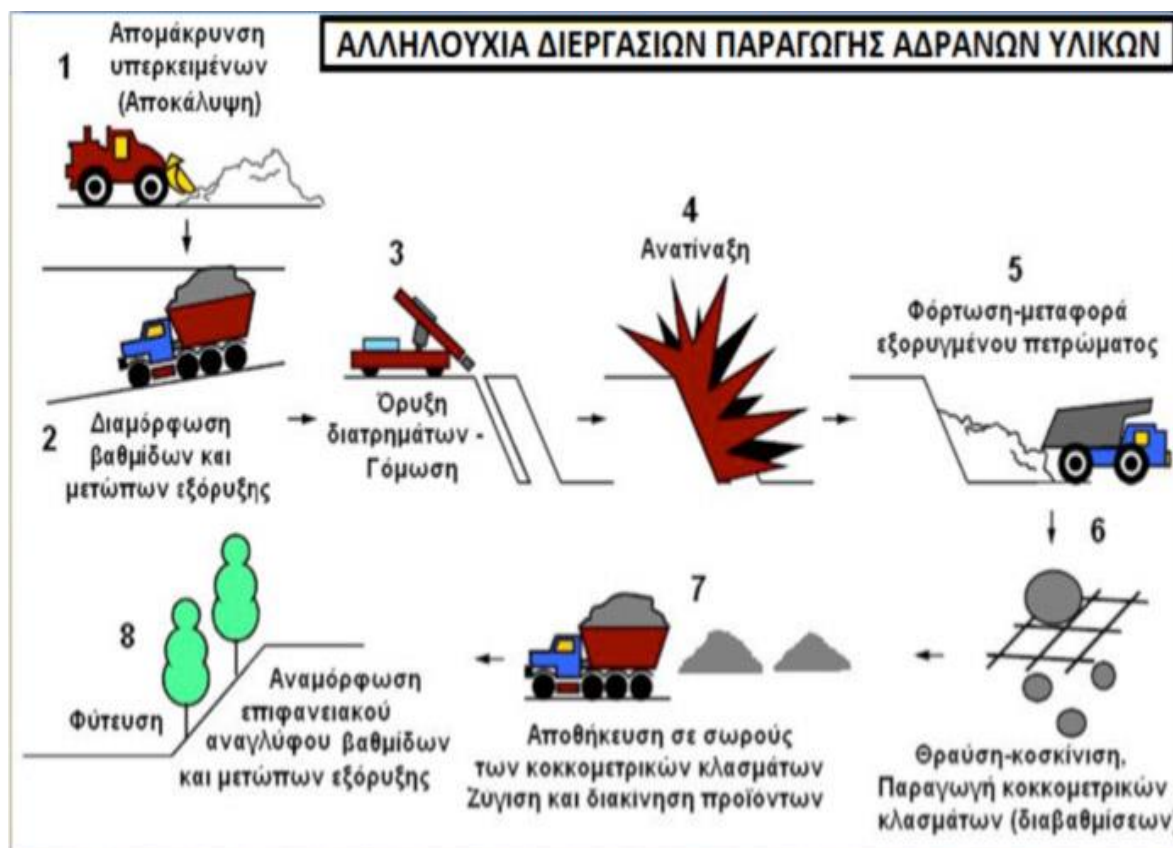 ΑΛΛΗΛΟΥΧΙΑ ΔΙΕΡΓΑΣΙΩΝ ΠΑΡΑΓΩΓΗΣ ΑΔΡΑΝΩΝ ΥΛΙΚΩΝ
1
Απομάκρυνση
υπερκειμένων
(Αποκάλυψη)
2
Διαμόρφωση
βαθμίδων και
μετώπων εξόρυξης
3
Όρυξη
διατρημάτων -
Γόμωση
4
Ανατίναξη
5
Φόρτωση-μεταφορά
εξορυγμένου πετρώματος
6
Θραύση-κοσκίνιση,
Παραγωγή κοκκομετρικών
κλασμάτων (διαβαθμίσεων
7
Αποθήκευση σε σωρούς
των κοκκομετρικών κλασμάτων
Ζύγιση και διακίνηση προϊόντων
8
Φύτευση
Αναμόρφωση
επιφανειακού
αναγλύφου βαθμίδων
και μετώπων εξόρυξης